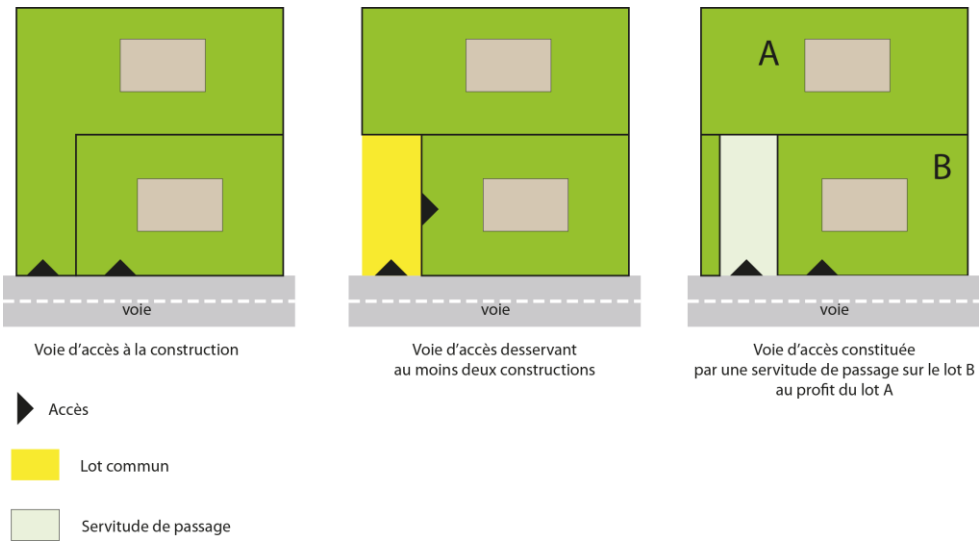 A
B
voie
voie
voie
Voie d'accès à la construction
Voie d'accès desservant
au moins deux constructions
Voie d'accès constituée
par une servitude de passage sur le lot B
au profit du lot A
Accès
Lot commun
Servitude de passage